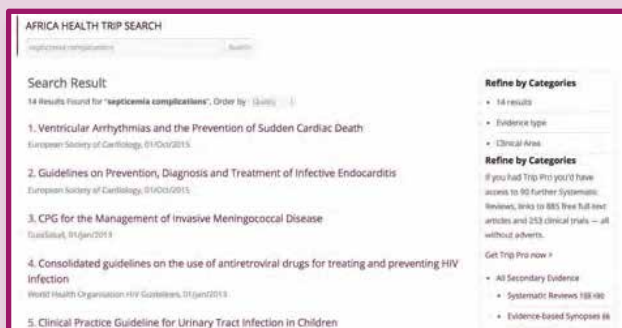 AFRICA HEALTH TRIP SEARCH
septicemia complications Search
Search Result
14 Results Found for "septicemia complications", Order by Quality
1. Ventricular Arrhythmias and the Prevention of Sudden Cardiac Death
European Society of Cardiology, 01/Oct/2015
2. Guidelines on Prevention, Diagnosis and Treatment of Infective Endocarditis
European Society of Cardiology, 01/Oct/2015
3. CPG for the Management of Invasive Meningococcal Disease
GuiaSalud, 01/Jan/2013
4. Consolidated guidelines on the use of antiretroviral drugs for treating and preventing HIV
Infection
World Health Organisation HIV Guidelines, 01/Jan/2013
5. Clinical Practice Guideline for Urinary Tract Infection in Children
Refine by Categories
• 14 results
• Evidence type
• Clinical Area
Refine by Categories
If you had Trip Pro you'd have
access to 90 further Systematic
Reviews, links to 885 free full-text
articles and 253 clinical trials — all
without adverts.
Get Trip Pro now >
• All Secondary Evidence
• Systematic Reviews
• Evidence-based Synopses